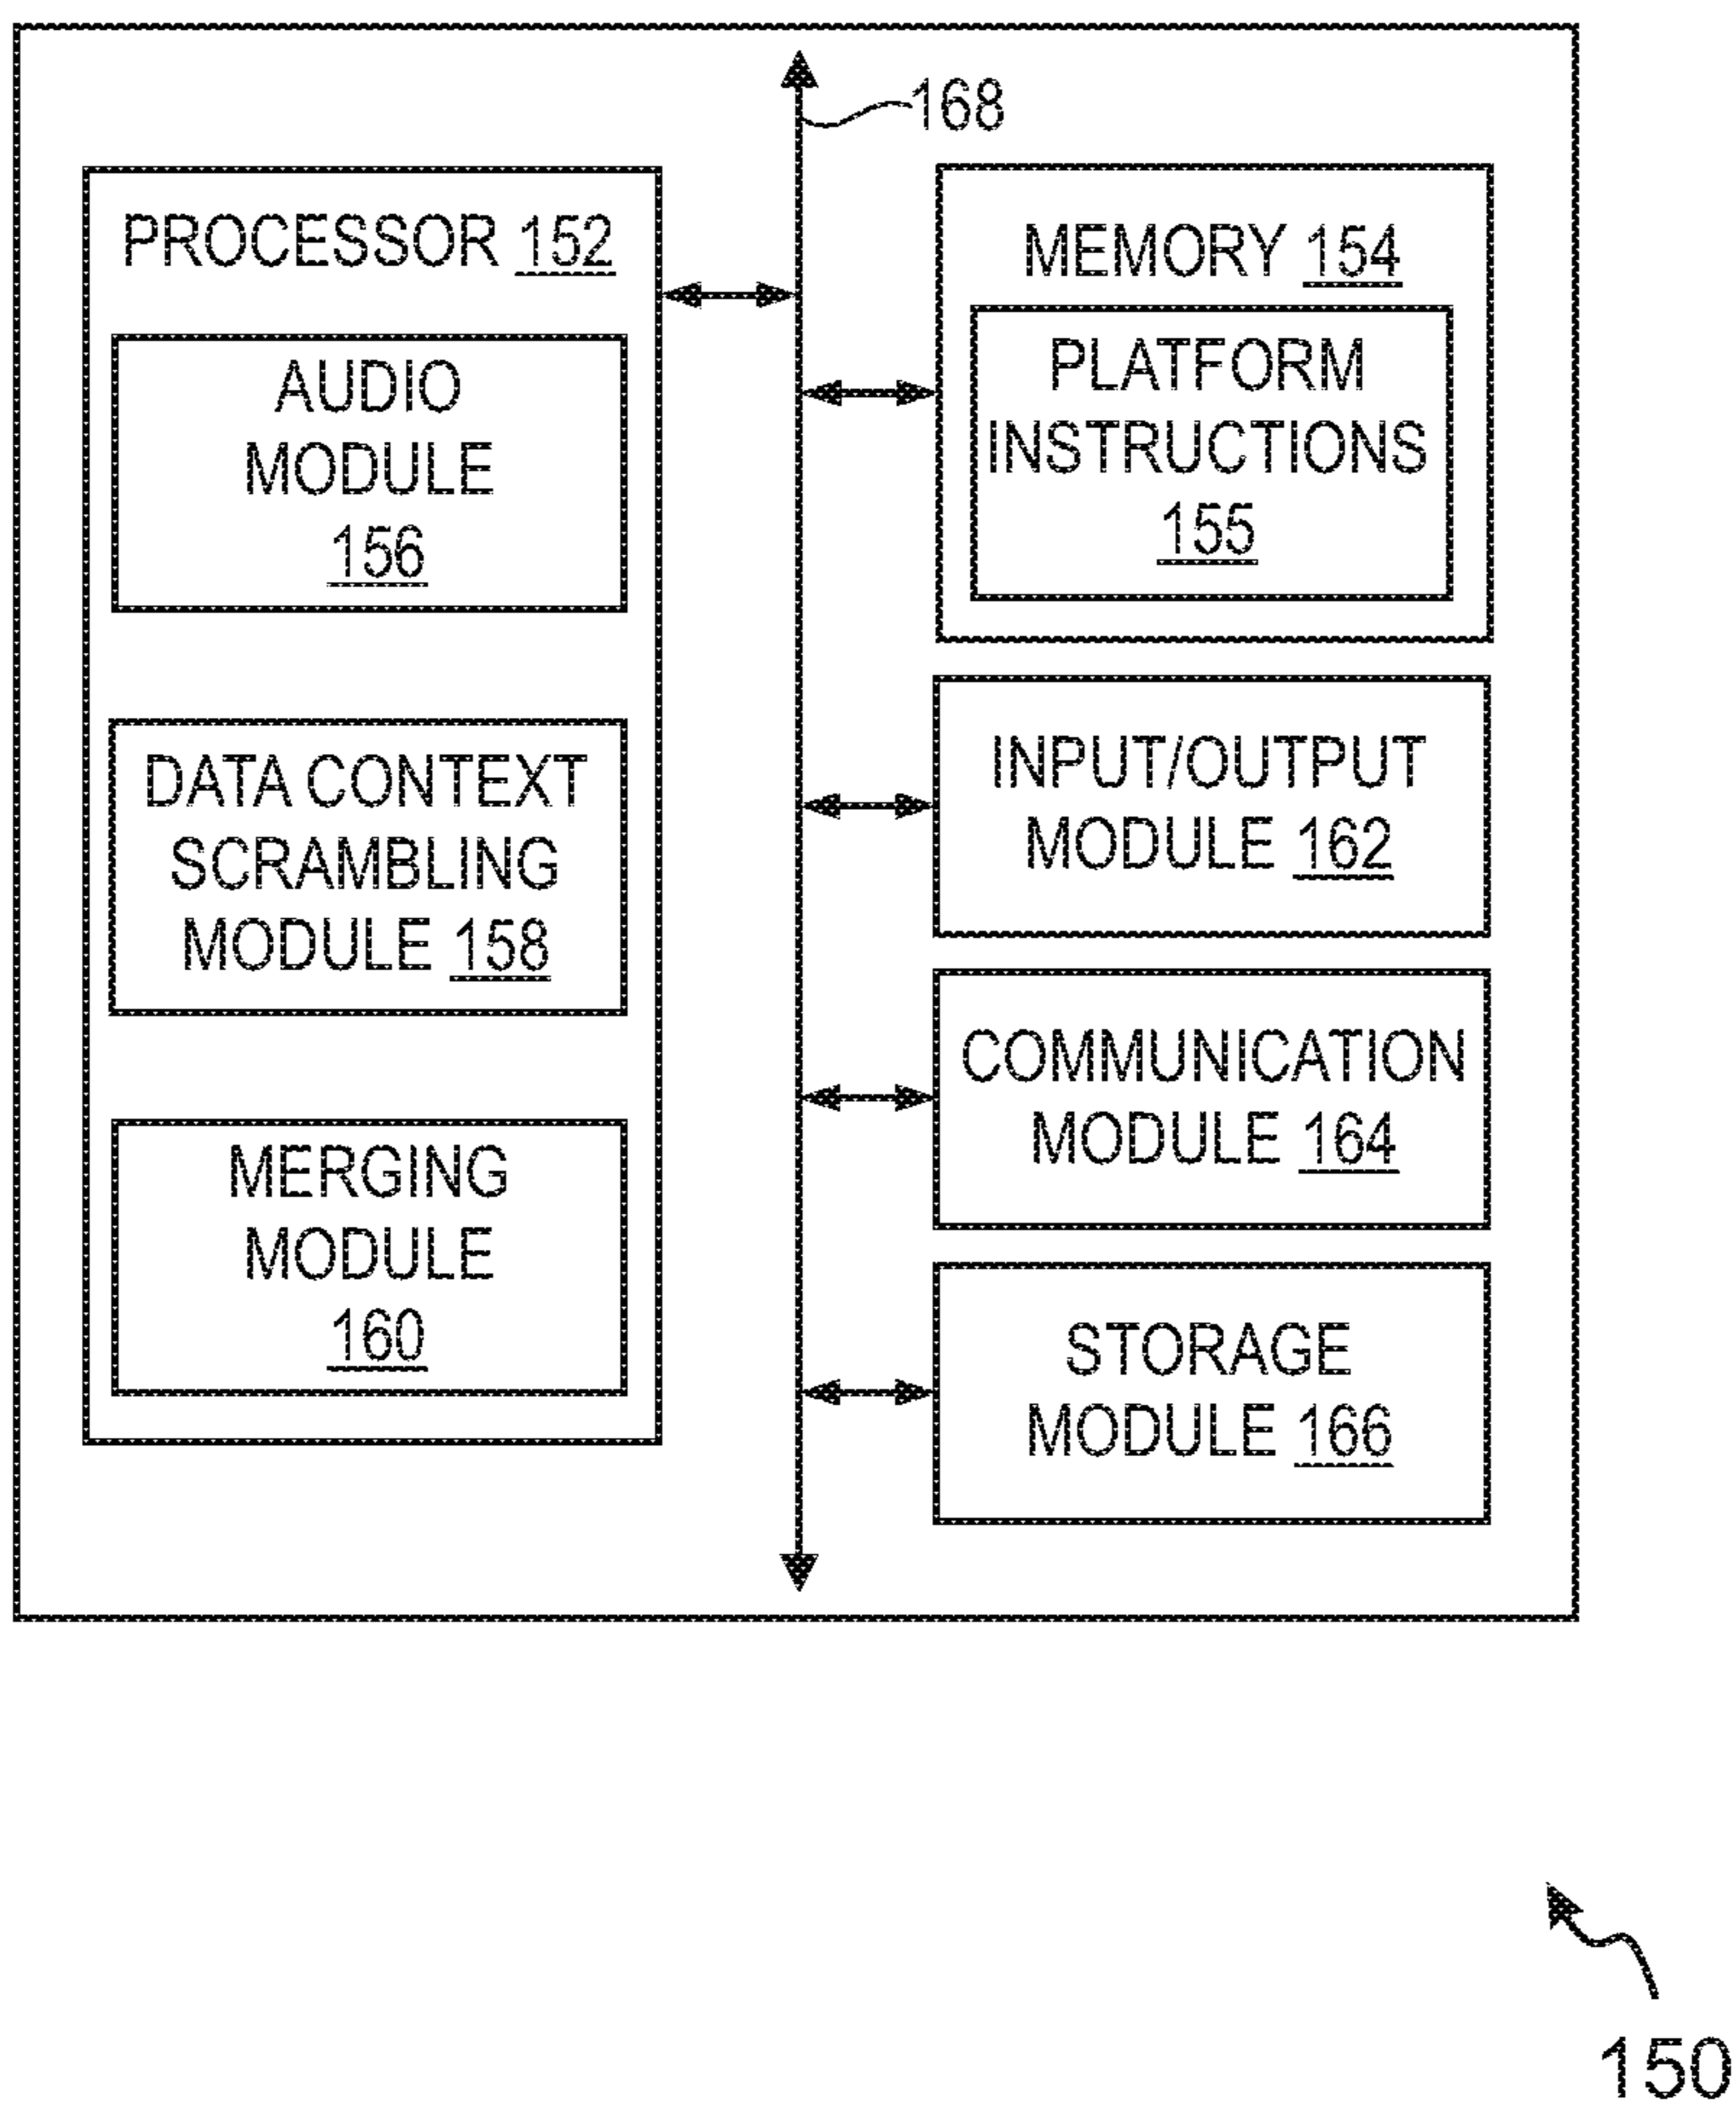 168
PROCESSOR 152
AUDIO
MODULE
156
DATA CONTEXT
SCRAMBLING
MODULE 158
MERGING
MODULE
160
MEMORY 154
PLATFORM
INSTRUCTIONS
155
INPUT/OUTPUT
MODULE 162
COMMUNICATION
MODULE 164
STORAGE
MODULE 166
150